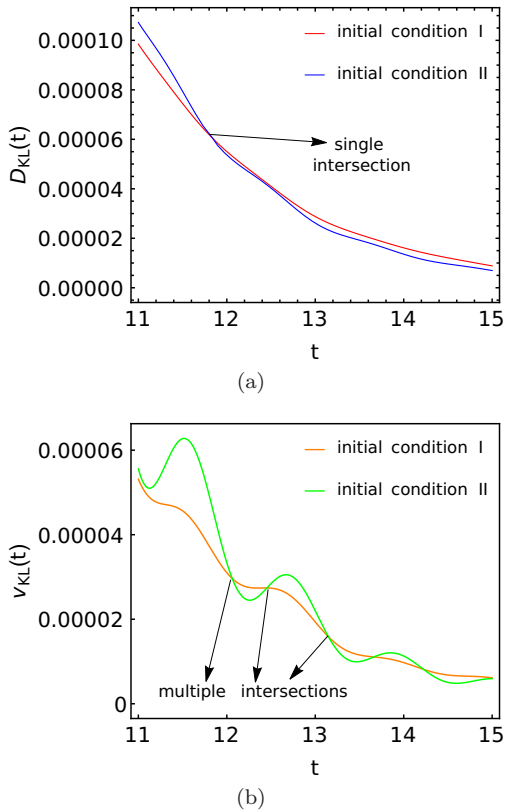 0.00010
0.00008
0.00006
0.00004
0.00002
0.00000
D_KL(t)
initial condition I
initial condition II
single
intersection
11 12 13 14 15
t
(a)
0.00006
0.00004
0.00002
0
v_KL(t)
initial condition I
initial condition II
multiple intersections
11 12 13 14 15
t
(b)